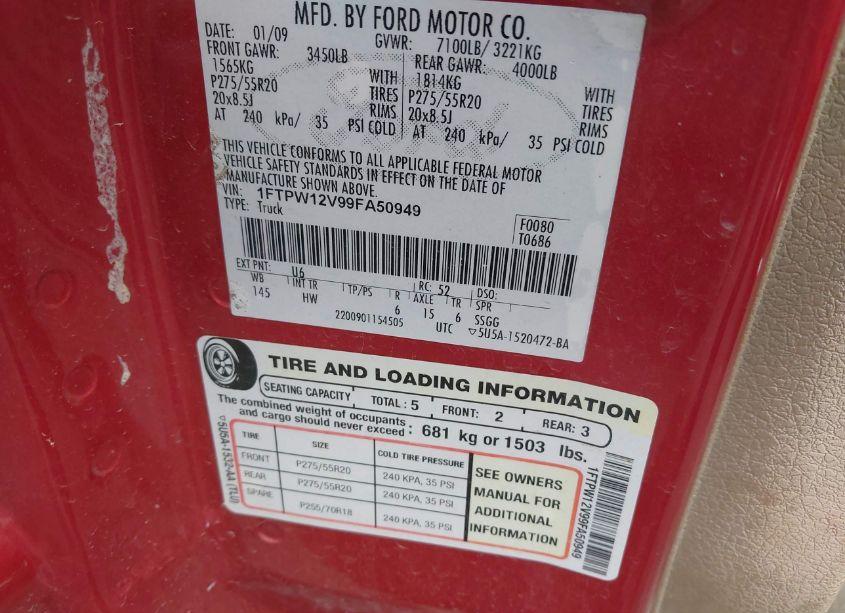 MFD. BY FORD MOTOR CO.
DATE: 01/09 GVWR: 7100LB/ 3221KG
FRONT GAWR: 3450LB REAR GAWR: 4000LB
1565KG WITH 1814KG WITH
P275/55R20 TIRES P275/55R20 TIRES
20x8.5J RIMS 20x8.5J RIMS
AT 240 kPa/ 35 PSI COLD AT 240 kPa/ 35 PSI COLD
THIS VEHICLE CONFORMS TO ALL APPLICABLE FEDERAL MOTOR
VEHICLE SAFETY STANDARDS IN EFFECT ON THE DATE OF
MANUFACTURE SHOWN ABOVE.
VIN: 1FTPW12V99FA50949
TYPE: Truck
F0080
T0686
EXT PNT: U6 RC: 52 DSO:
WB INT TR TP/PS R AXLE TR SPR
145 HW 6 15 6 SSGG
2200901154505 UTC ▽5U5A-1520472-BA
TIRE AND LOADING INFORMATION
SEATING CAPACITY TOTAL: 5 FRONT: 2 REAR: 3
The combined weight of occupants
and cargo should never exceed: 681 kg or 1503 lbs.
TIRE SIZE COLD TIRE PRESSURE
FRONT P275/55R20 240 KPA, 35 PSI
REAR P275/55R20 240 KPA, 35 PSI
SPARE P255/70R18 240 KPA, 35 PSI
SEE OWNERS
MANUAL FOR
ADDITIONAL
INFORMATION
▽5U5A-1532-AA (TLU)
1FTPW12V99FA50949